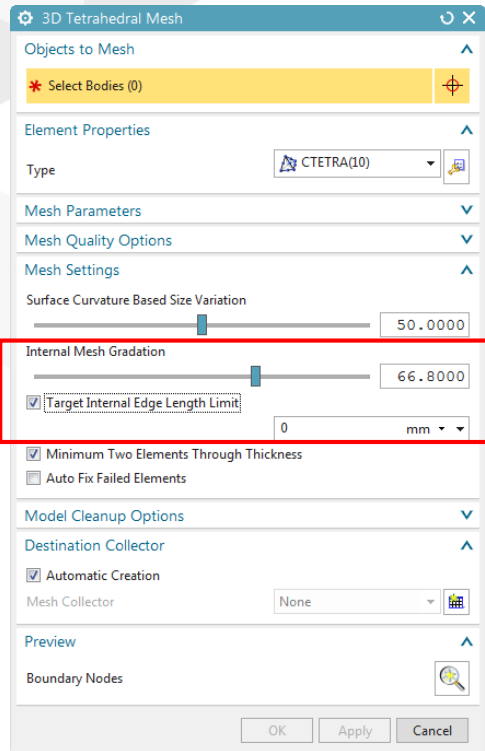 3D Tetrahedral Mesh
Objects to Mesh
* Select Bodies (0)
Element Properties
Type
CTETRA(10)
Mesh Parameters
Mesh Quality Options
Mesh Settings
Surface Curvature Based Size Variation
50.0000
Internal Mesh Gradation
66.8000
Target Internal Edge Length Limit
0 mm
Minimum Two Elements Through Thickness
Auto Fix Failed Elements
Model Cleanup Options
Destination Collector
Automatic Creation
Mesh Collector None
Preview
Boundary Nodes
OK Apply Cancel